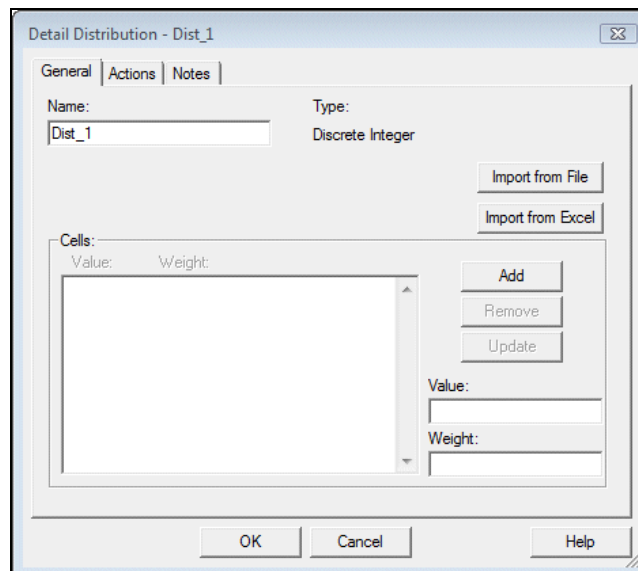 Detail Distribution - Dist_1
General Actions Notes
Name: Type:
Dist_1 Discrete Integer
Import from File
Import from Excel
Cells:
Value: Weight:
Add
Remove
Update
Value:
Weight:
OK Cancel Help